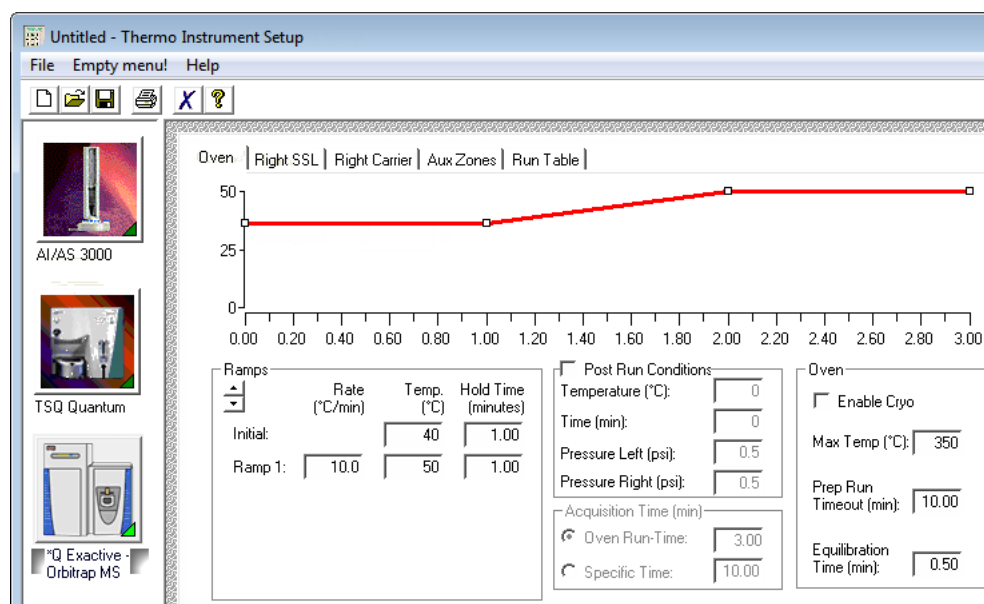 Untitled - Thermo Instrument Setup
File Empty menu! Help
Oven Right SSL Right Carrier Aux Zones Run Table
50
25
0
0.00 0.20 0.40 0.60 0.80 1.00 1.20 1.40 1.60 1.80 2.00 2.20 2.40 2.60 2.80 3.00
AI/AS 3000
TSQ Quantum
*Q Exactive -
Orbitrap MS
Ramps
Rate Temp. Hold Time
(°C/min) (°C) (minutes)
Initial: 40 1.00
Ramp 1: 10.0 50 1.00
Post Run Conditions
Temperature (°C): 0
Time (min): 0
Pressure Left (psi): 0.5
Pressure Right (psi): 0.5
Acquisition Time (min)
Oven Run-Time: 3.00
Specific Time: 10.00
Oven
Enable Cryo
Max Temp (°C): 350
Prep Run
Timeout (min): 10.00
Equilibration
Time (min): 0.50